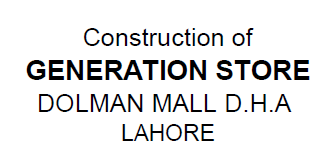 Construction of
GENERATION STORE
DOLMAN MALL D.H.A
LAHORE